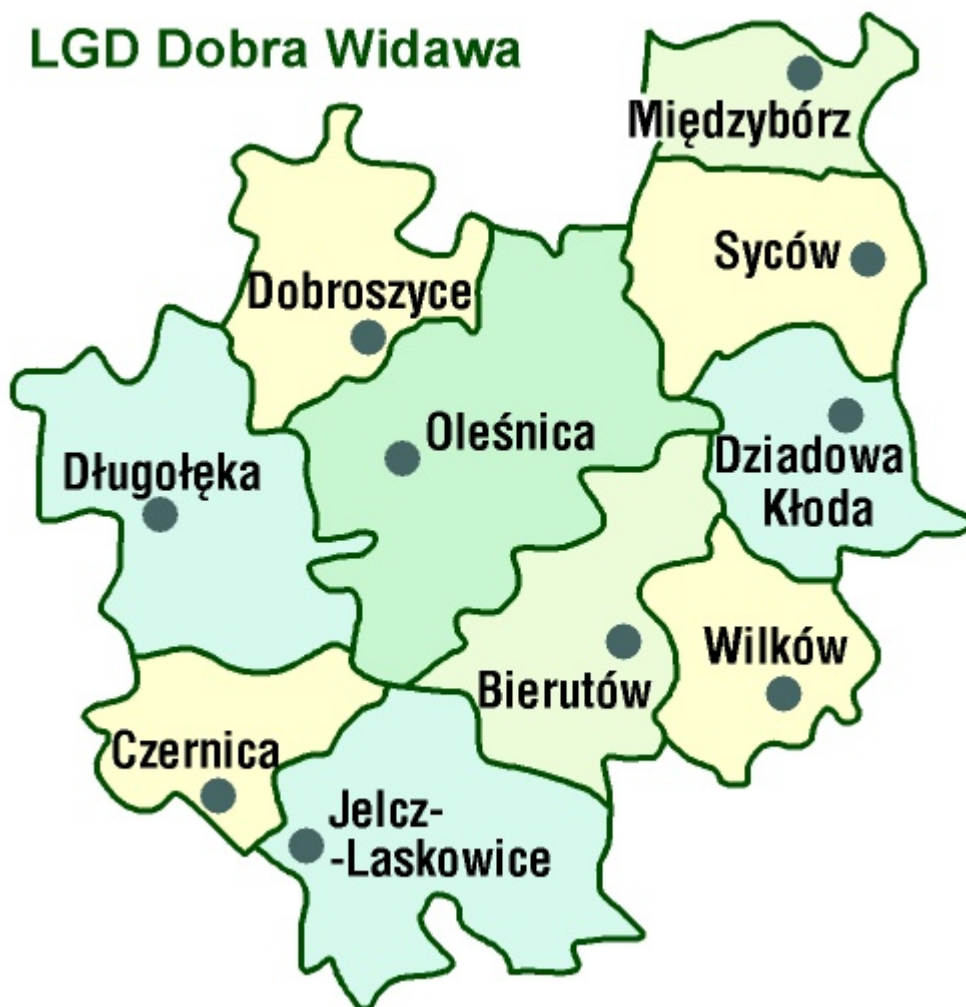 LGD Dobra Widawa
Międzybórz
Syców
Dobroszyce
Oleśnica
Długołęka
Dziadowa
Kłoda
Wilków
Bierutów
Czernica
Jelcz-
-Laskowice